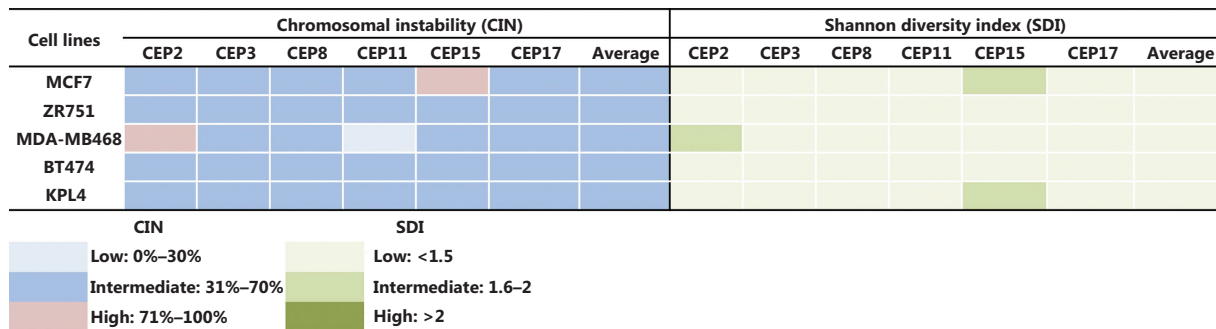 Cell lines Chromosomal instability (CIN) Shannon diversity index (SDI)
CEP2 CEP3 CEP8 CEP11 CEP15 CEP17 Average CEP2 CEP3 CEP8 CEP11 CEP15 CEP17 Average
MCF7
ZR751
MDA-MB468
BT474
KPL4
CIN SDI
Low: 0%–30% Low: <1.5
Intermediate: 31%–70% Intermediate: 1.6–2
High: 71%–100% High: >2